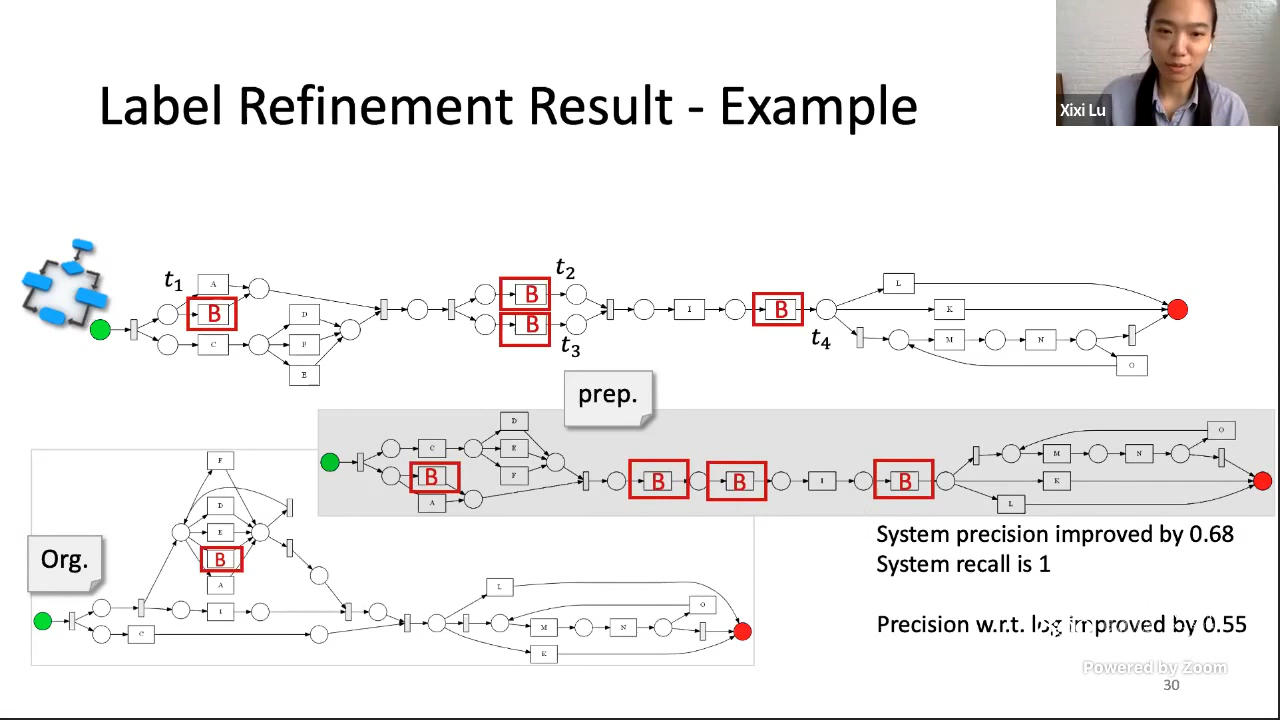 Label Refinement Result - Example
Xixi Lu
t1
A
B
C
D
F
E
B
t2
B
t3
I
B
t4
L
K
M
N
O
prep.
C
B
A
D
E
F
B
B
I
B
O
M
N
K
L
Org.
F
D
E
B
A
I
C
L
O
M
N
K
System precision improved by 0.68
System recall is 1
Precision w.r.t. log improved by 0.55
Powered by Zoom
30